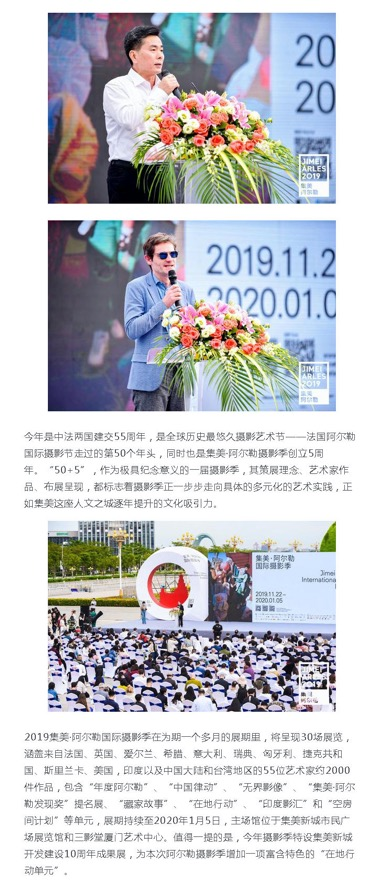 20
20
JIMEI
ARLES
2019
集美
阿尔勒
2019.11.2
2020.01.0
JIMEI
ARLES
2019
集美
阿尔勒
今年是中法两国建交55周年，是全球历史最悠久摄影艺术节——法国阿尔勒
国际摄影节走过的第50个年头，同时也是集美-阿尔勒摄影季创立5周
年。“50+5”，作为极具纪念意义的一届摄影季，其策展理念、艺术家作
品、布展呈现，都标志着摄影季正一步步走向具体的多元化的艺术实践，正
如集美这座人文之城逐年提升的文化吸引力。
集美·阿尔勒
国际摄影季
Jimei
International
2019.11.22 –
2020.01.05
JIMEI
ARLES
2019
集美
阿尔勒
2019集美·阿尔勒国际摄影季在为期一个多月的展期里，将呈现30场展览，
涵盖来自法国、英国、爱尔兰、希腊、意大利、瑞典、匈牙利、捷克共和
国、斯里兰卡、美国，印度以及中国大陆和台湾地区的55位艺术家约2000
件作品，包含“年度阿尔勒”、“中国律动”、“无界影像”、“集美·阿尔
勒发现奖”提名展、“藏家故事”、“在地行动”、“印度影汇”和“空房
间计划”等单元，展期持续至2020年1月5日，主场馆位于集美新城市民广
场展览馆和三影堂厦门艺术中心。值得一提的是，今年摄影季特设集美新城
开发建设10周年成果展，为本次阿尔勒摄影季增加一项富含特色的“在地行
动单元”。